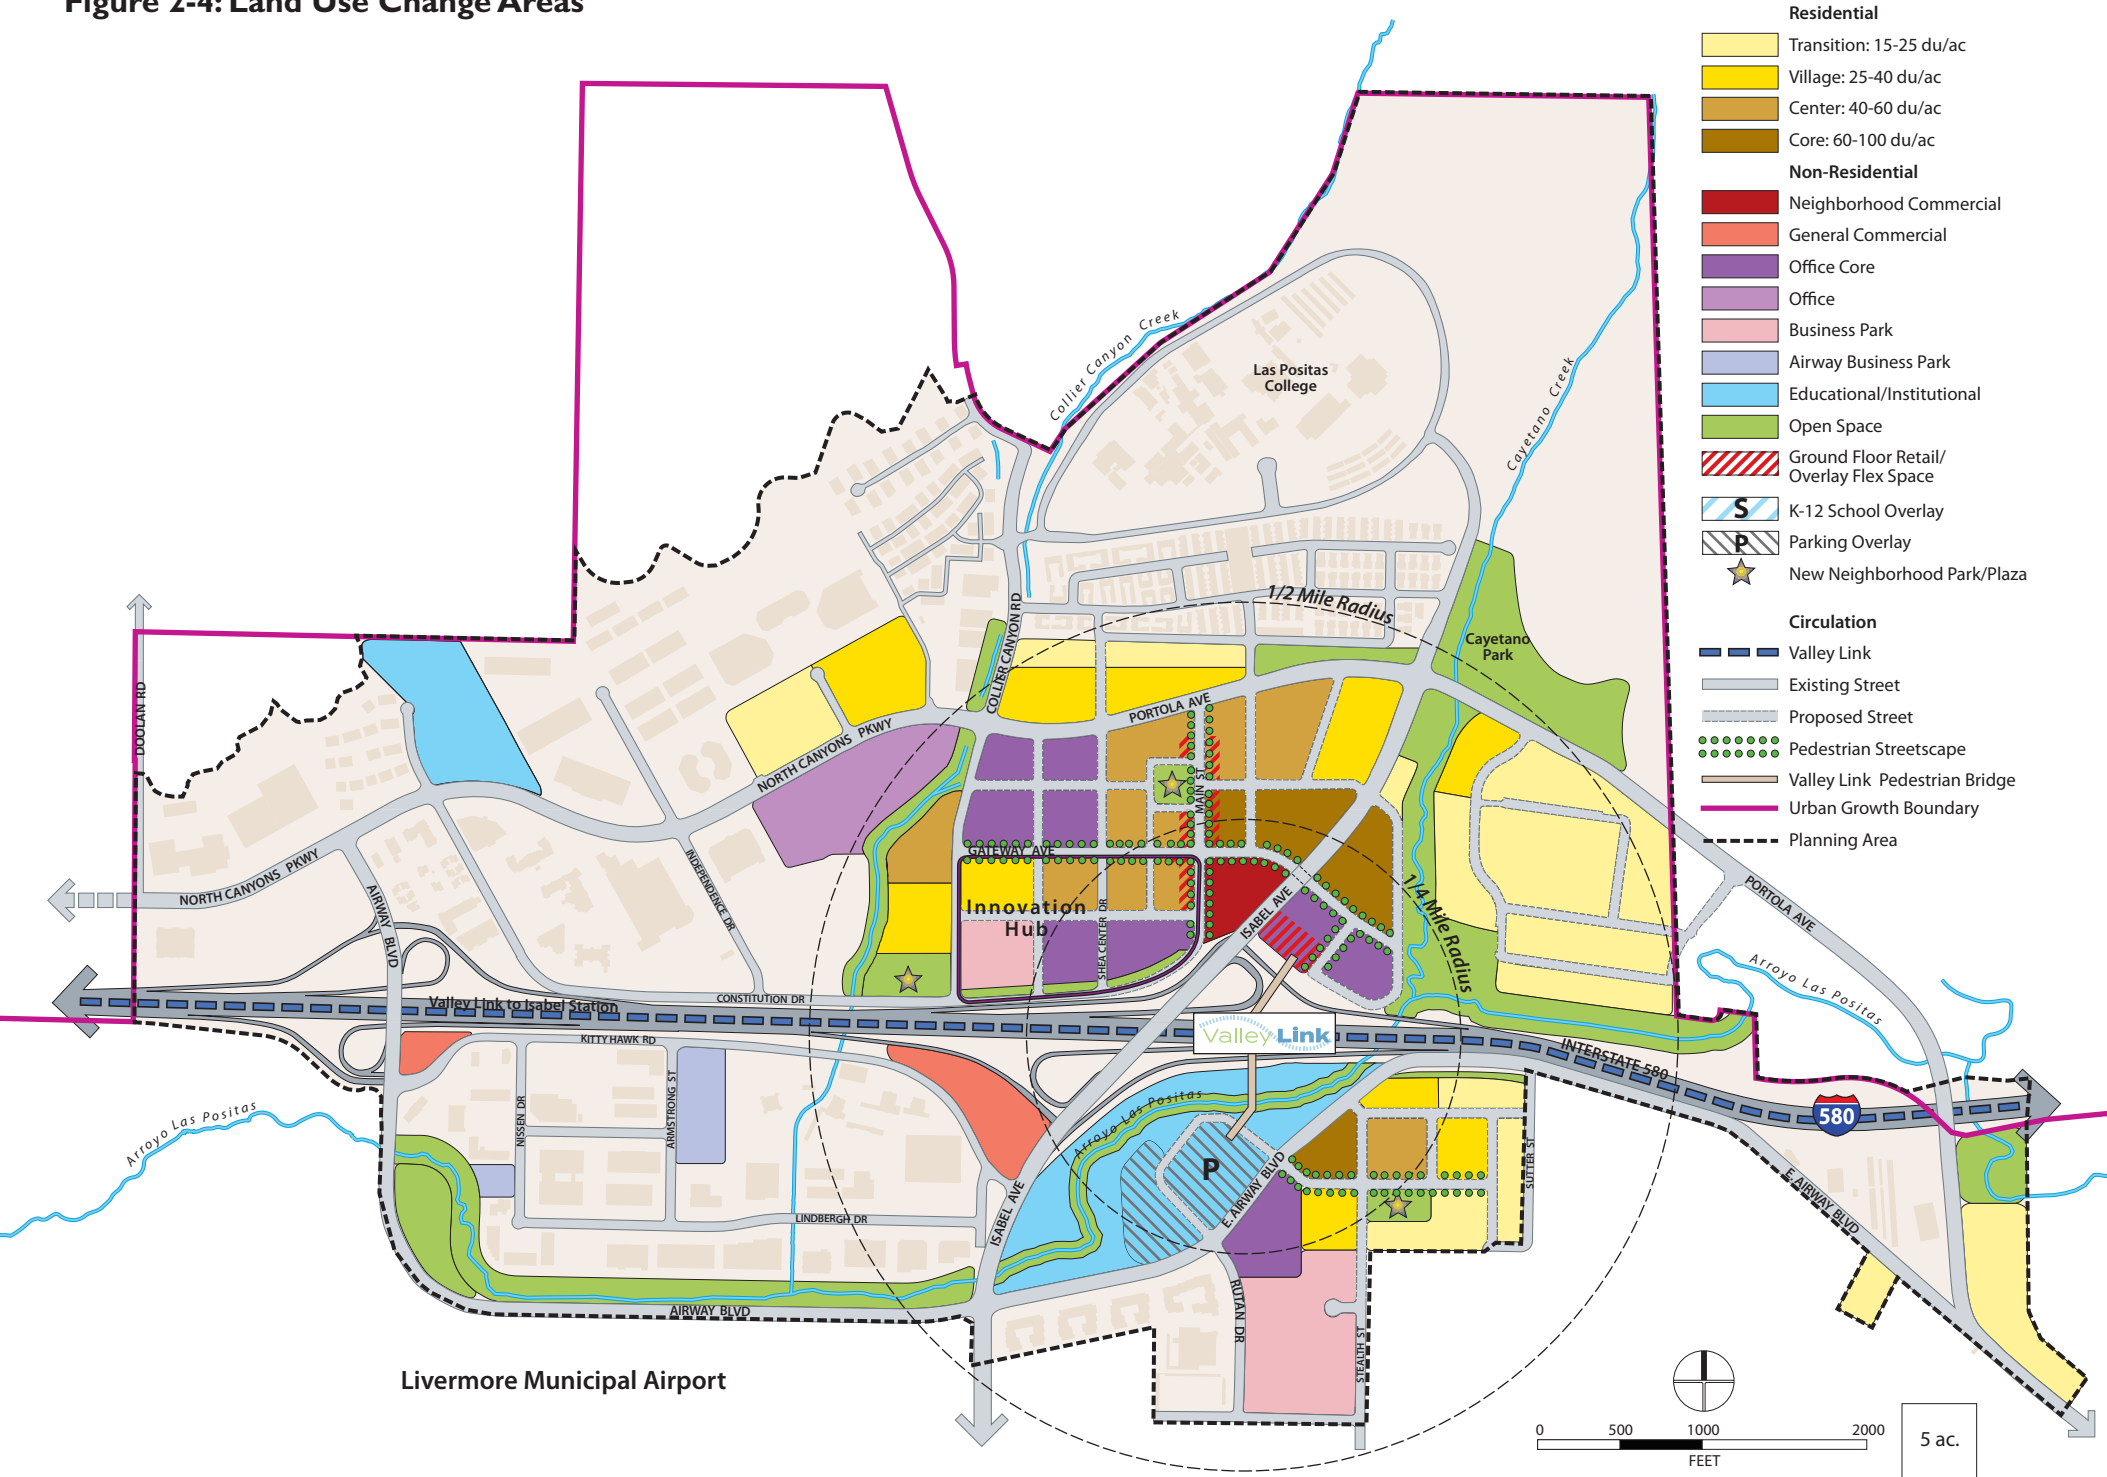 Figure 2-4: Land Use Change Areas
Residential
Transition: 15-25 du/ac
Village: 25-40 du/ac
Center: 40-60 du/ac
Core: 60-100 du/ac
Non-Residential
Neighborhood Commercial
General Commercial
Office Core
Office
Business Park
Airway Business Park
Educational/Institutional
Open Space
Ground Floor Retail/
Overlay Flex Space
S
K-12 School Overlay
P
Parking Overlay
New Neighborhood Park/Plaza
Circulation
Valley Link
Existing Street
Proposed Street
Pedestrian Streetscape
Valley Link Pedestrian Bridge
Urban Growth Boundary
Planning Area
Collier Canyon Creek
Las Positas
College
Cayetano Creek
1/2 Mile Radius
COLLIER CANYON RD
Cayetano
Park
DOOLAN RD
PORTOLA AVE
NORTH CANYONS PKWY
MAIN ST
GATEWAY AVE
NORTH CANYONS PKWY
AIRWAY BLVD
INDEPENDENCE DR
Innovation
Hub
SHEA CENTER DR
ISABEL AVE
1/4 Mile Radius
PORTOLA AVE
Arroyo Las Positas
Valley Link to Isabel Station
CONSTITUTION DR
KITTY HAWK RD
Valley Link
INTERSTATE 580
580
Arroyo Las Positas
NISSEN DR
ARMSTRONG ST
Arroyo Las Positas
P
E. AIRWAY BLVD
SUTTER ST
E. AIRWAY BLVD
LINDBERGH DR
ISABEL AVE
AIRWAY BLVD
RUTAN DR
STEALTH ST
Livermore Municipal Airport
0 500 1000 2000
FEET
5 ac.